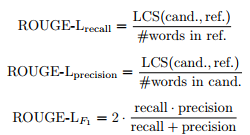 ROUGE-L_recall = LCS(cand., ref.) / #words in ref.
ROUGE-L_precision = LCS(cand., ref.) / #words in cand.
ROUGE-L_F₁ = 2 · recall · precision / recall + precision